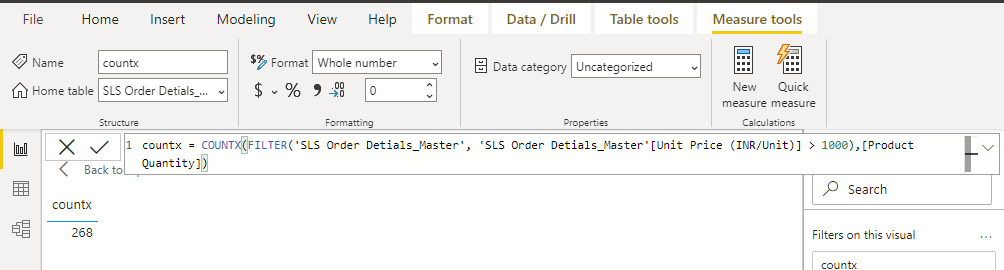 File Home Insert Modeling View Help Format Data / Drill Table tools Measure tools
Name countx
Home table SLS Order Detials_...
Structure
$% Format Whole number
$ % 9 .00 0
Formatting
Data category Uncategorized
Properties
New measure
Quick measure
Calculations
1 countx = COUNTX(FILTER('SLS Order Detials_Master', 'SLS Order Detials_Master'[Unit Price (INR/Unit)] > 1000),[Product
Quantity])
Back to
countx
268
Search
Filters on this visual ...
countx